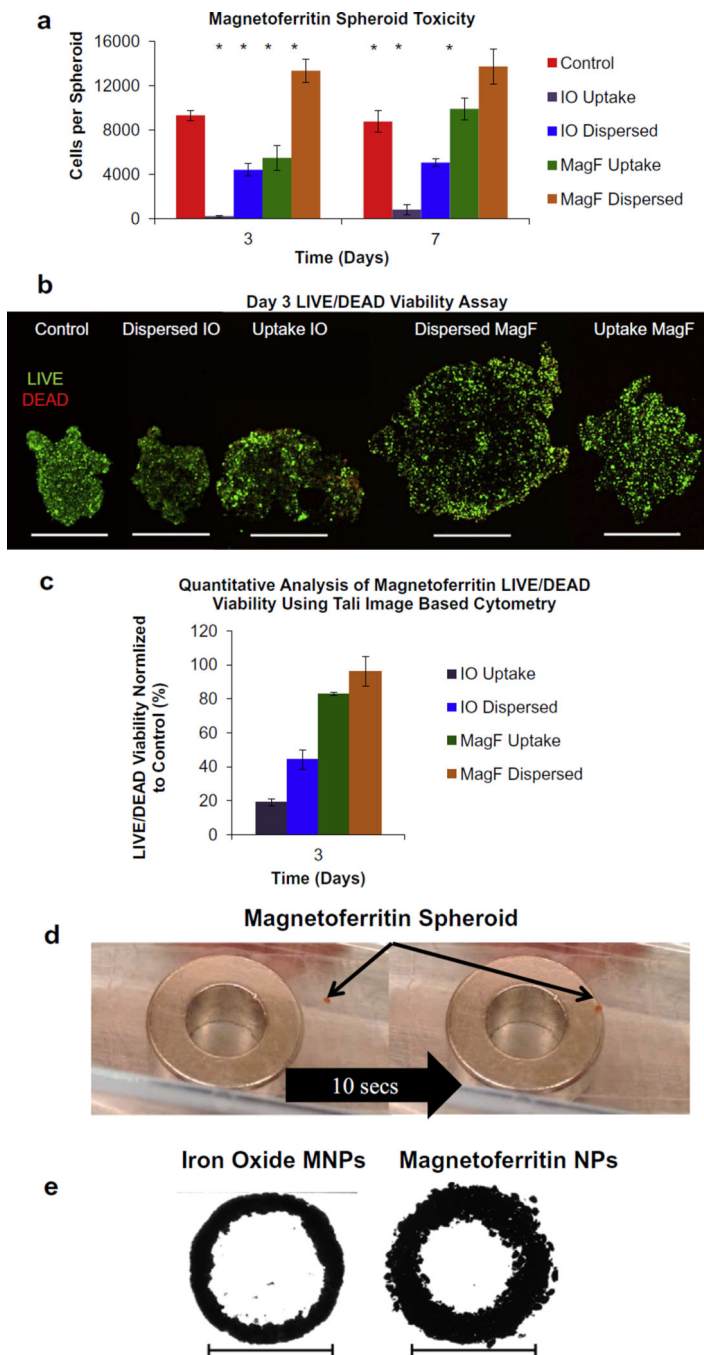 a
Magnetoferritin Spheroid Toxicity
Cells per Spheroid
16000
12000
8000
4000
0
* * * *
* * *
3
7
Time (Days)
Control
IO Uptake
IO Dispersed
MagF Uptake
MagF Dispersed
b
Day 3 LIVE/DEAD Viability Assay
Control
Dispersed IO
Uptake IO
Dispersed MagF
Uptake MagF
LIVE
DEAD
c
Quantitative Analysis of Magnetoferritin LIVE/DEAD
Viability Using Tali Image Based Cytometry
LIVE/DEAD Viability Normlized
to Control (%)
120
100
80
60
40
20
0
3
Time (Days)
IO Uptake
IO Dispersed
MagF Uptake
MagF Dispersed
d
Magnetoferritin Spheroid
10 secs
e
Iron Oxide MNPs
Magnetoferritin NPs